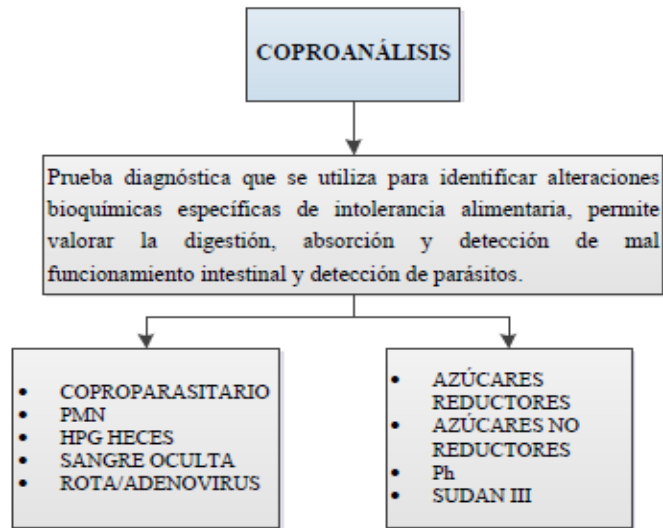 COPROANÁLISIS
Prueba diagnóstica que se utiliza para identificar alteraciones
bioquímicas específicas de intolerancia alimentaria, permite
valorar la digestión, absorción y detección de mal
funcionamiento intestinal y detección de parásitos.
• COPROPARASITARIO
• PMN
• HPG HECES
• SANGRE OCULTA
• ROTA/ADENOVIRUS
• AZÚCARES
REDUCTORES
• AZÚCARES NO
REDUCTORES
• Ph
• SUDAN III